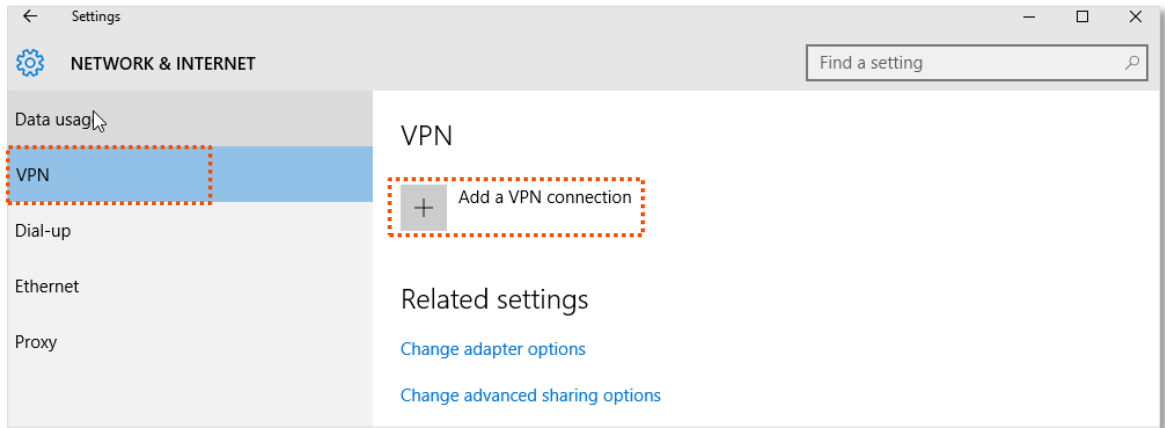 Settings
NETWORK & INTERNET
Find a setting
Data usage
VPN
Dial-up
Ethernet
Proxy
VPN
Add a VPN connection
Related settings
Change adapter options
Change advanced sharing options